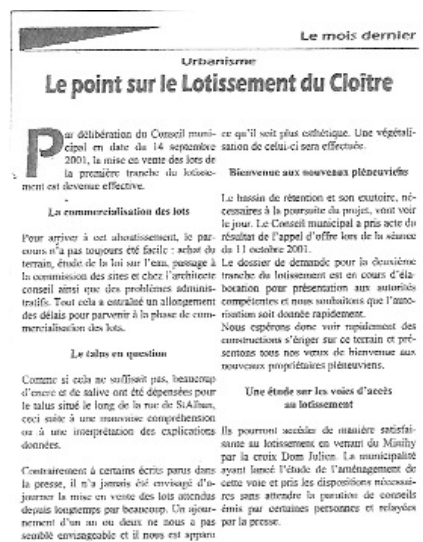 Le mois dernier
Urbanisme
Le point sur le Lotissement du Cloître
Par délibération du Conseil muni-
cipal en date du 14 septembre
2001, la mise en vente des lots de
la première tranche du lotisse-
ment est devenue effective.
La commercialisation des lots
Pour arriver à cet aboutissement, le par-
cours n'a pas toujours été facile : achat du
terrain, étude de la loi sur l'eau, passage à
la commission des sites et chez l'architecte
conseil ainsi que des problèmes adminis-
tratifs. Tout cela a entraîné un allongement
des délais pour parvenir à la phase de com-
mercialisation des lots.
Le talus en question
Comme si cela ne suffisait pas, beaucoup
d'encre et de salive ont été dépensées pour
le talus situé le long de la rue de StAlban,
ceci suite à une mauvaise compréhension
ou à une interprétation des explications
données.
Contrairement à certains écrits parus dans
la presse, il n'a jamais été envisagé d'a-
journer la mise en vente des lots attendus
depuis longtemps par beaucoup. Un ajour-
nement d'un an ou deux ne nous a pas
semblé envisageable et il nous est apparu
ce qu'il soit plus esthétique. Une végétali-
sation de celui-ci sera effectuée.
Bienvenue aux nouveaux pléneuviens
Le bassin de rétention et son exutoire, né-
cessaires à la poursuite du projet, vont voir
le jour. Le Conseil municipal a pris acte du
résultat de l'appel d'offre lors de la séance
du 11 octobre 2001.
Le dossier de demande pour la deuxième
tranche du lotissement est en cours d'éla-
boration pour présentation aux autorités
compétentes et nous souhaitons que l'auto-
risation soit donnée rapidement.
Nous espérons donc voir rapidement des
constructions s'ériger sur ce terrain et pré-
sentons tous nos vœux de bienvenue aux
nouveaux propriétaires pléneuviens.
Une étude sur les voies d'accès
au lotissement
Ils pourront accéder de manière satisfai-
sante au lotissement en venant du Minihy
par la croix Dom Julien. La municipalité
ayant lancé l'étude de l'aménagement de
cette voie et pris les dispositions nécessai-
res sans attendre la parution de conseils
émis par certaines personnes et relayées
par la presse.